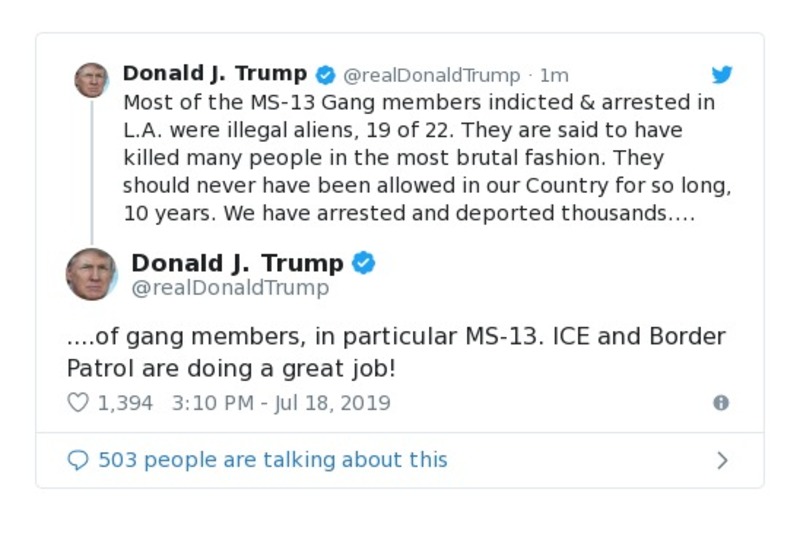 Donald J. Trump @realDonaldTrump · 1m
Most of the MS-13 Gang members indicted & arrested in
L.A. were illegal aliens, 19 of 22. They are said to have
killed many people in the most brutal fashion. They
should never have been allowed in our Country for so long,
10 years. We have arrested and deported thousands....
Donald J. Trump
@realDonaldTrump
....of gang members, in particular MS-13. ICE and Border
Patrol are doing a great job!
1,394 3:10 PM - Jul 18, 2019
503 people are talking about this